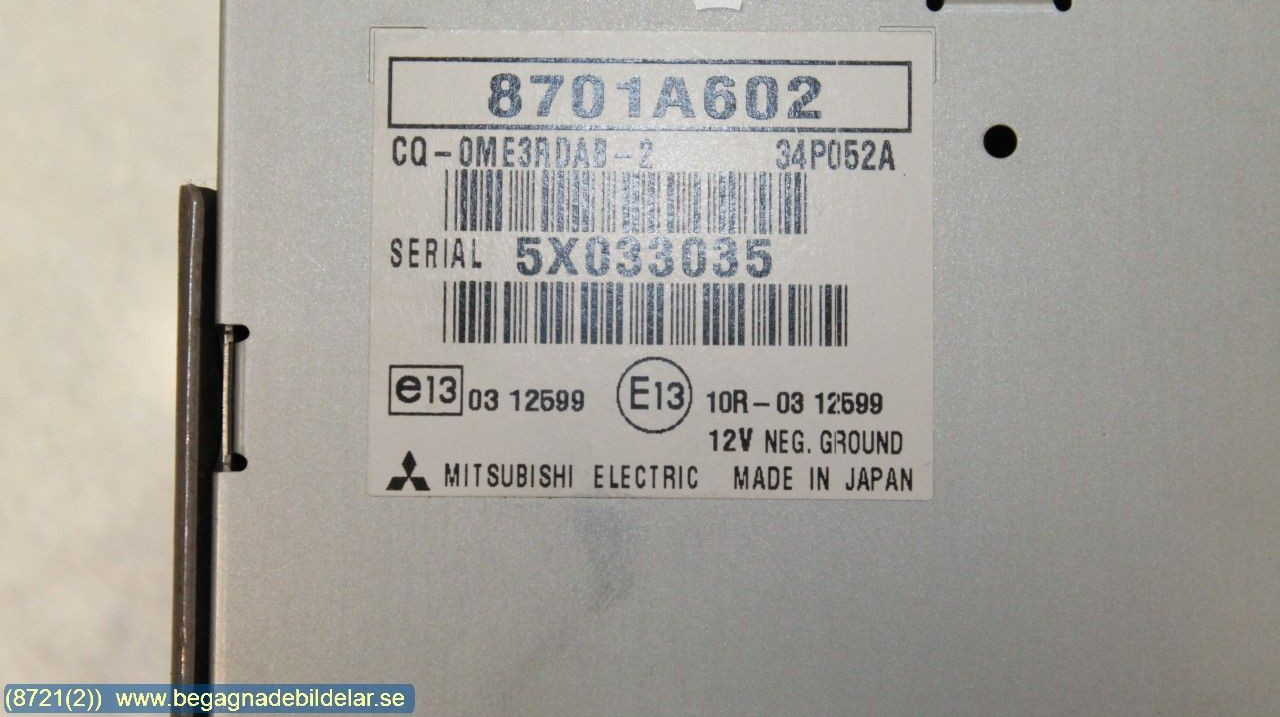 8701A602
CQ-0ME3RDAB-2 34P052A
SERIAL 5X033035
e13 03 12599 E13 10R-03 12599
12V NEG. GROUND
MITSUBISHI ELECTRIC MADE IN JAPAN
(8721(2)) www.begagnadebildelar.se